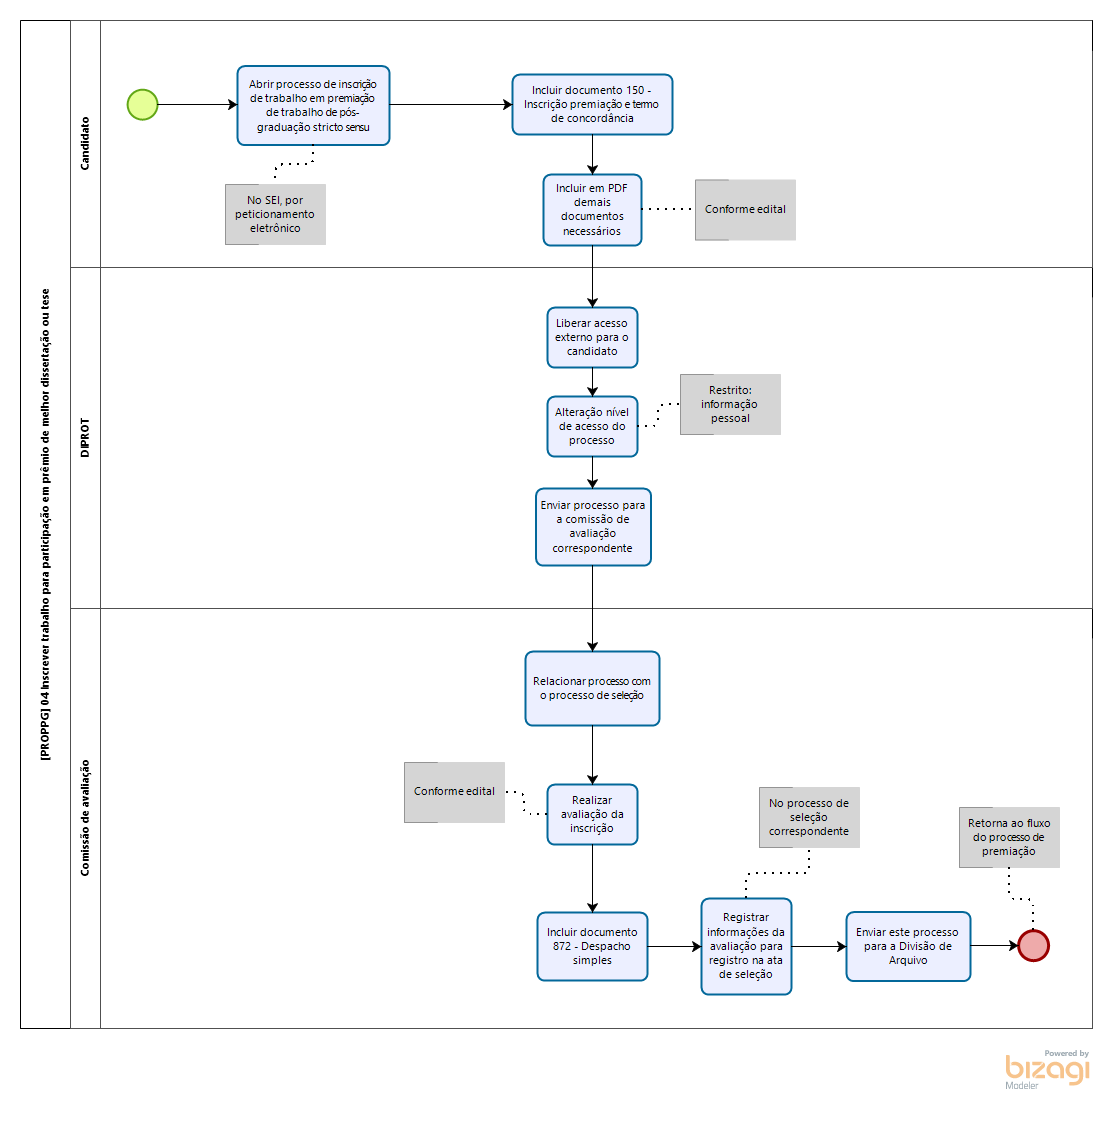 [PROPPG] 04 Inscrever trabalho para participação em prêmio de melhor dissertação ou tese
Candidato
Abrir processo de inscrição
de trabalho em premiação
de trabalho de pós-
graduação stricto sensu
Incluir documento 150 -
Inscrição premiação e termo
de concordância
No SEI, por
peticionamento
eletrônico
Incluir em PDF
demais
documentos
necessários
Conforme edital
DIPROT
Liberar acesso
externo para o
candidato
Alteração nível
de acesso do
processo
Restrito:
informação
pessoal
Enviar processo para
a comissão de
avaliação
correspondente
Comissão de avaliação
Relacionar processo com
o processo de seleção
Conforme edital
Realizar
avaliação da
inscrição
Incluir documento
872 - Despacho
simples
No processo de
seleção
correspondente
Registrar
informações da
avaliação para
registro na ata
de seleção
Enviar este processo
para a Divisão de
Arquivo
Retorna ao fluxo
do processo de
premiação
Powered by
bizagi
Modeler